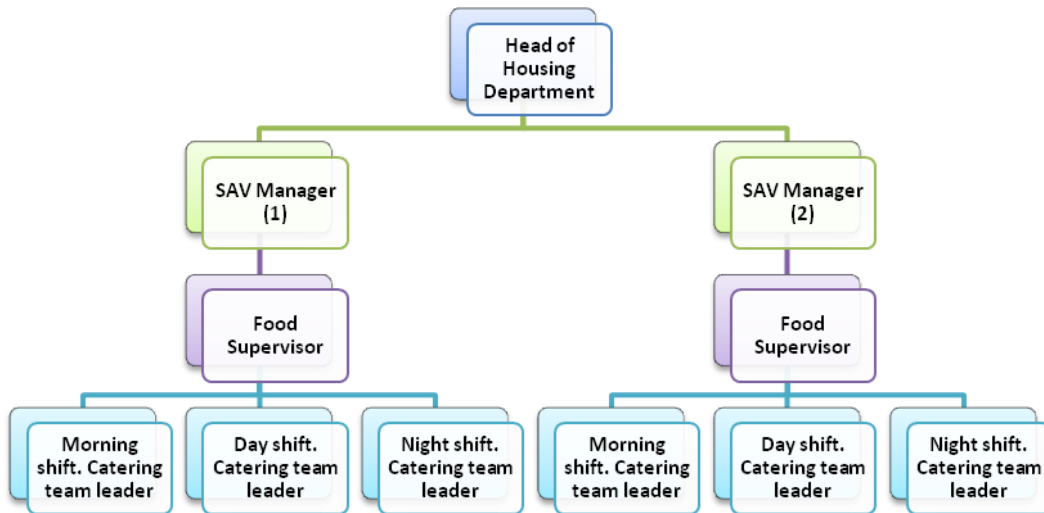 Head of
Housing
Department
SAV Manager
(1)
SAV Manager
(2)
Food
Supervisor
Food
Supervisor
Morning
shift. Catering
team leader
Day shift.
Catering team
leader
Night shift.
Catering team
leader
Morning
shift. Catering
team leader
Day shift.
Catering team
leader
Night shift.
Catering team
leader